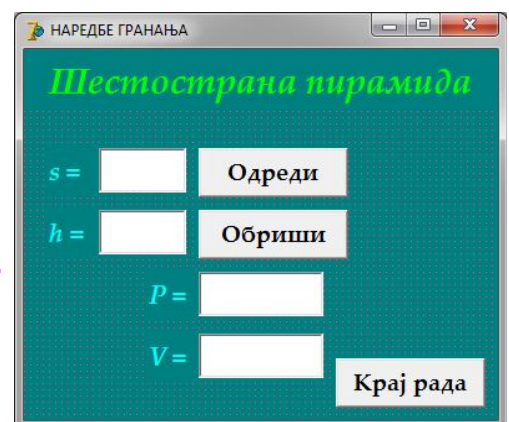 НАРЕДБЕ ГРАНАЊА
Шестострана пирамида
s = Одреди
h = Обриши
P =
V =
Крај рада